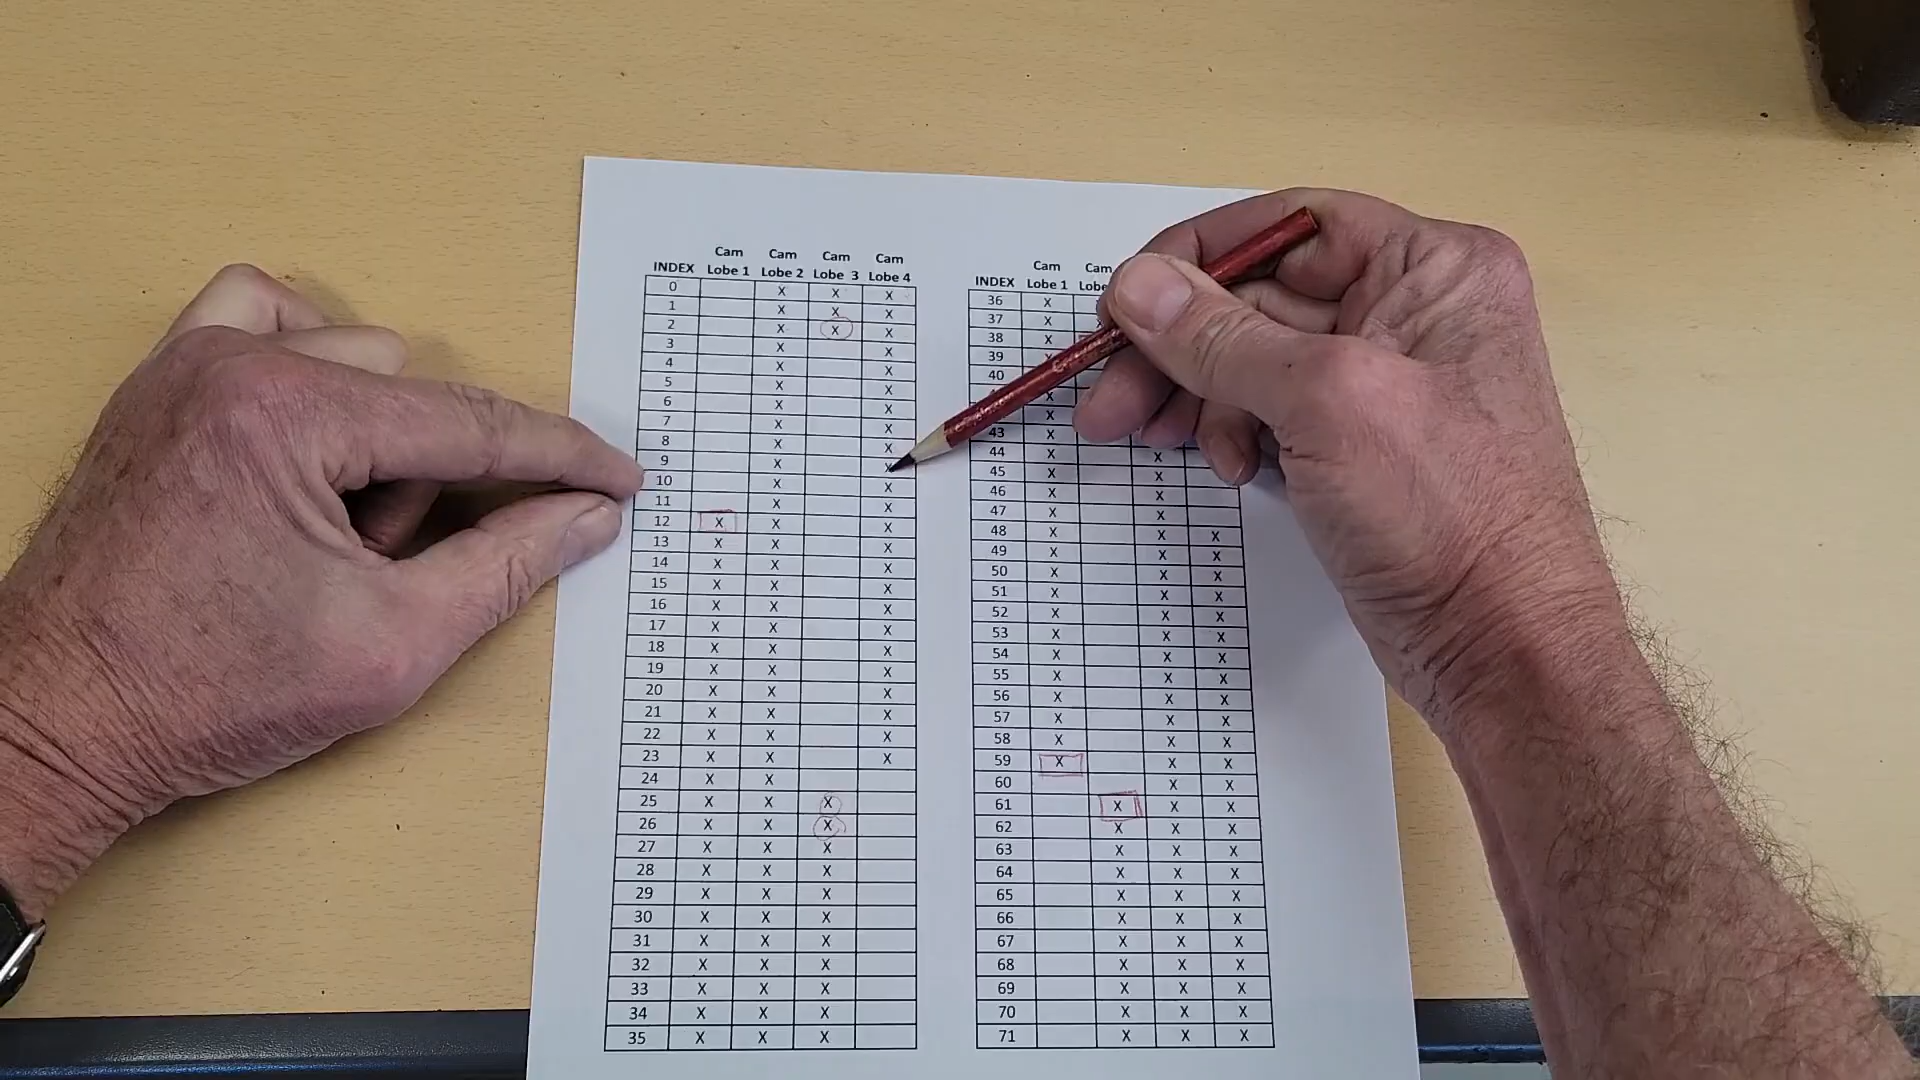 Cam Cam Cam Cam
INDEX Lobe 1 Lobe 2 Lobe 3 Lobe 4
0 X X X
1 X X X
2 X X X
3 X X
4 X X
5 X X
6 X X
7 X X
8 X X
9 X X
10 X X
11 X X
12 X X X
13 X X X
14 X X X
15 X X X
16 X X X
17 X X X
18 X X X
19 X X X
20 X X X
21 X X X
22 X X X
23 X X X
24 X X
25 X X X
26 X X X
27 X X X
28 X X X
29 X X X
30 X X X
31 X X X
32 X X X
33 X X X
34 X X X
35 X X X
Cam Cam
INDEX Lobe 1 Lobe
36 X
37 X
38 X
39 X
40
X
X
43 X
44 X X
45 X X
46 X X
47 X X
48 X X X
49 X X X
50 X X X
51 X X X
52 X X X
53 X X X
54 X X X
55 X X X
56 X X X
57 X X X
58 X X X
59 X X X
60 X X
61 X X X
62 X X X
63 X X X
64 X X X
65 X X X
66 X X X
67 X X X
68 X X X
69 X X X
70 X X X
71 X X X